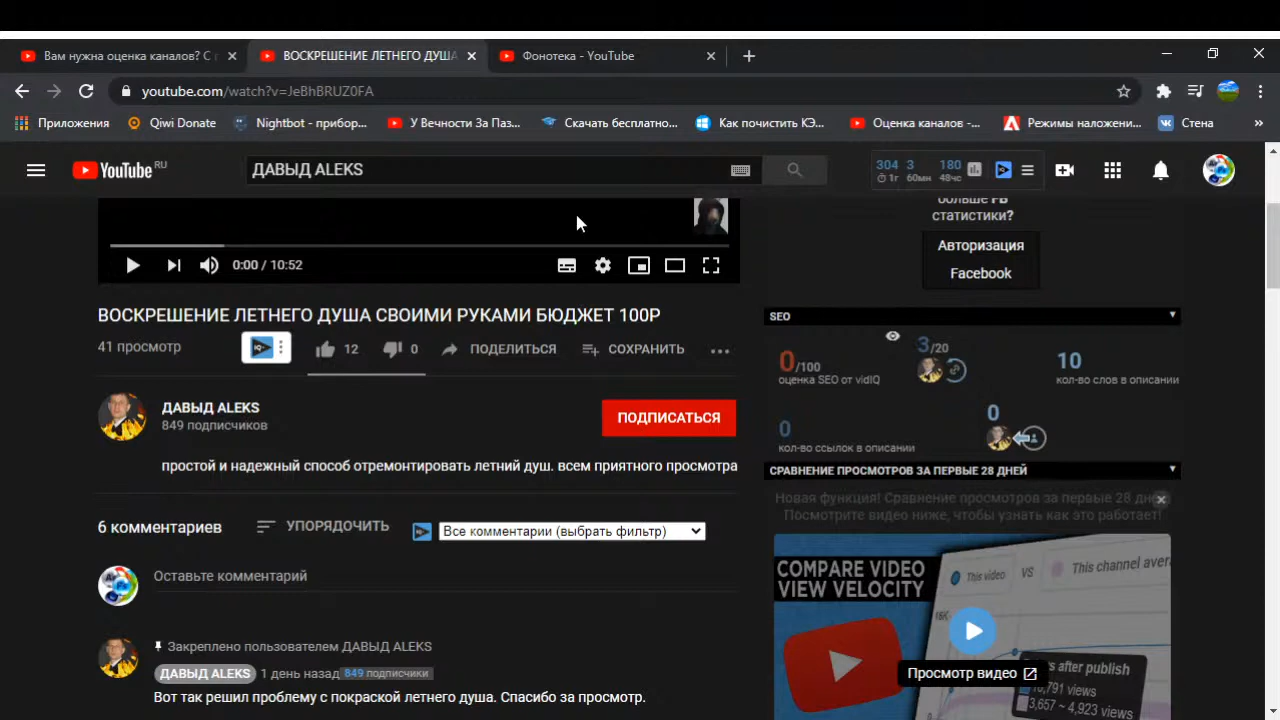 Вам нужна оценка каналов? С г
ВОСКРЕШЕНИЕ ЛЕТНЕГО ДУША
Фонотека - YouTube
youtube.com/watch?v=JeBhBRUZ0FA
Приложения
Qiwi Donate
Nightbot - прибор...
У Вечности За Паз...
Скачать бесплатно...
Как почистить КЭ...
Оценка каналов -...
Режимы наложени...
Стена
YouTube RU
ДАВЫД ALEKS
304 3 180
1г 60мн 48чс
больше FB
статистики?
Авторизация
Facebook
0:00 / 10:52
ВОСКРЕШЕНИЕ ЛЕТНЕГО ДУША СВОИМИ РУКАМИ БЮДЖЕТ 100Р
41 просмотр
12
0
ПОДЕЛИТЬСЯ
СОХРАНИТЬ
ДАВЫД ALEKS
849 подписчиков
ПОДПИСАТЬСЯ
простой и надежный способ отремонтировать летний душ. всем приятного просмотра
6 комментариев
УПОРЯДОЧИТЬ
Все комментарии (выбрать фильтр)
Оставьте комментарий
Закреплено пользователем ДАВЫД ALEKS
ДАВЫД ALEKS 1 день назад 849 подписчики
Вот так решил проблему с покраской летнего душа. Спасибо за просмотр.
SEO
0/100
оценка SEO от vidIQ
3/20
10
кол-во слов в описании
0
кол-во ссылок в описании
0
СРАВНЕНИЕ ПРОСМОТРОВ ЗА ПЕРВЫЕ 28 ДНЕЙ
Новая функция! Сравнение просмотров за первые 28 дн
Посмотрите видео ниже, чтобы узнать как это работает!
COMPARE VIDEO
VIEW VELOCITY
This video
VS
This channel aver
Просмотр видео
after publish
views
3,657 ~ 4,923 views